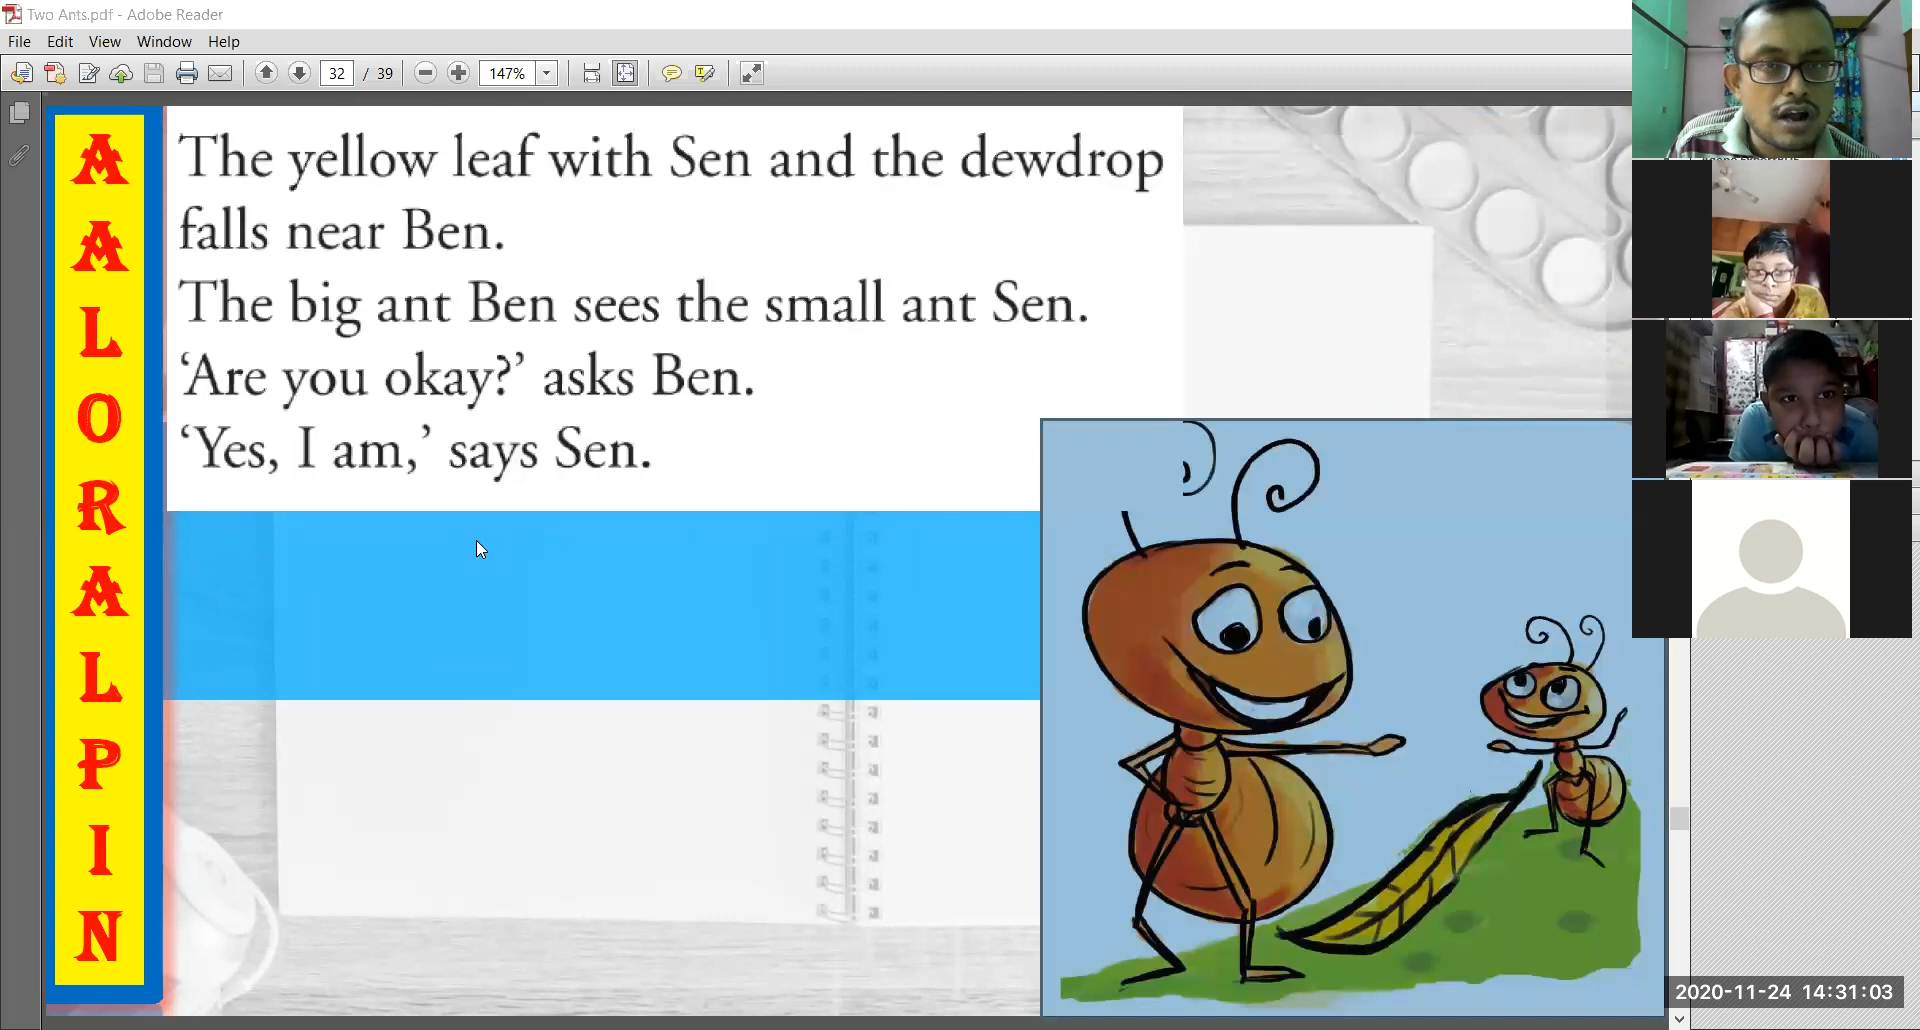 Two Ants.pdf - Adobe Reader
File Edit View Window Help
32 / 39 147%
AALORALPIN
The yellow leaf with Sen and the dewdrop
falls near Ben.
The big ant Ben sees the small ant Sen.
‘Are you okay?’ asks Ben.
‘Yes, I am,’ says Sen.
2020-11-24 14:31:03